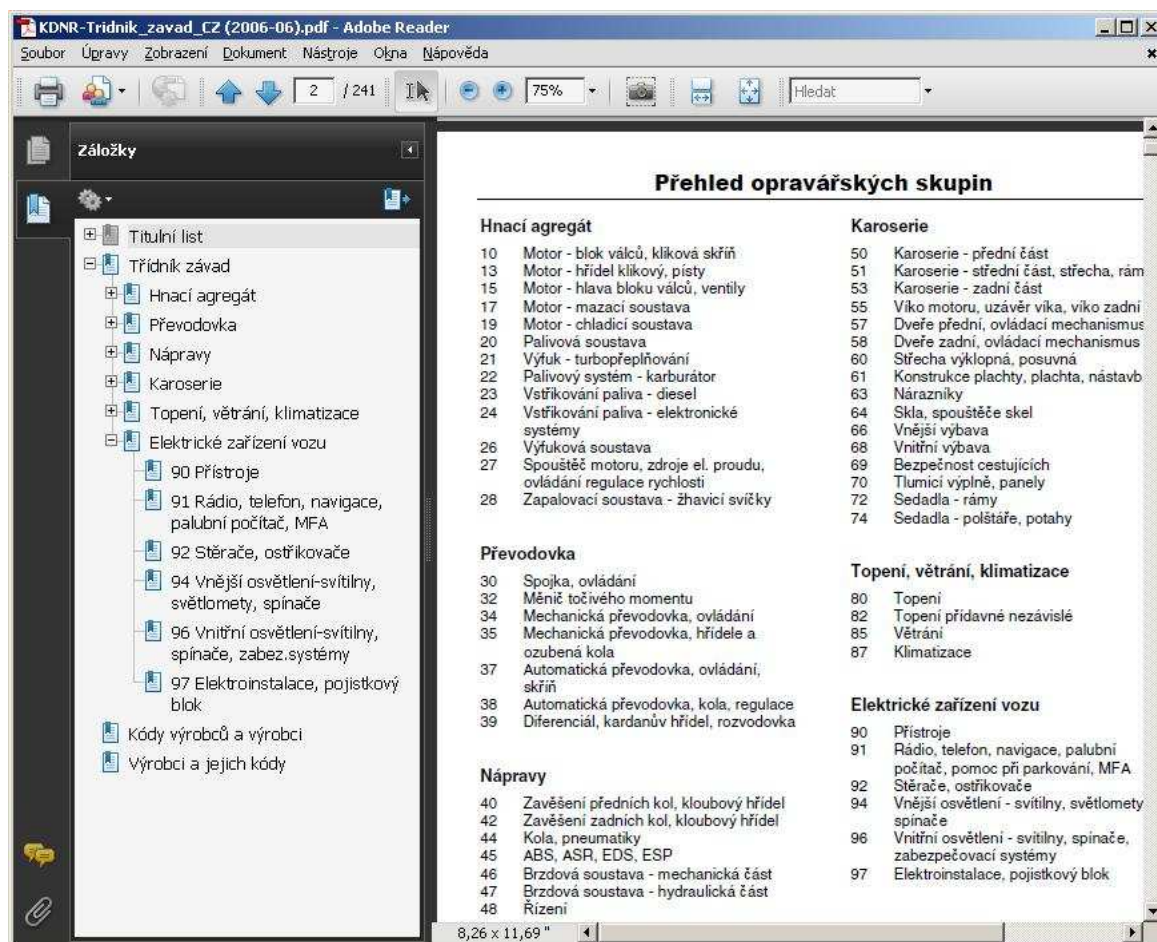 KDNR-Tridnik_zavad_CZ (2006-06).pdf - Adobe Reader
Soubor Úpravy Zobrazení Dokument Nástroje Okna Nápověda
2 / 241 75% Hledat
Záložky
Titulní list
Třídník závad
Hnací agregát
Převodovka
Nápravy
Karoserie
Topení, větrání, klimatizace
Elektrické zařízení vozu
90 Přístroje
91 Rádio, telefon, navigace,
palubní počítač, MFA
92 Stěrače, ostřikovače
94 Vnější osvětlení-svítilny,
světlomety, spínače
96 Vnitřní osvětlení-svítilny,
spínače, zabez.systémy
97 Elektroinstalace, pojistkový
blok
Kódy výrobců a výrobci
Výrobci a jejich kódy
Přehled opravářských skupin
Hnací agregát
10 Motor - blok válců, kliková skříň
13 Motor - hřídel klikový, písty
15 Motor - hlava bloku válců, ventily
17 Motor - mazací soustava
19 Motor - chladicí soustava
20 Palivová soustava
21 Výfuk - turbopřeplňování
22 Palivový systém - karburátor
23 Vstřikování paliva - diesel
24 Vstřikování paliva - elektronické
systémy
26 Výfuková soustava
27 Spouštěč motoru, zdroje el. proudu,
ovládání regulace rychlosti
28 Zapalovací soustava - žhavicí svíčky
Převodovka
30 Spojka, ovládání
32 Měnič točivého momentu
34 Mechanická převodovka, ovládání
35 Mechanická převodovka, hřídele a
ozubená kola
37 Automatická převodovka, ovládání,
skříň
38 Automatická převodovka, kola, regulace
39 Diferenciál, kardanův hřídel, rozvodovka
Nápravy
40 Zavěšení předních kol, kloubový hřídel
42 Zavěšení zadních kol, kloubový hřídel
44 Kola, pneumatiky
45 ABS, ASR, EDS, ESP
46 Brzdová soustava - mechanická část
47 Brzdová soustava - hydraulická část
48 Řízení
Karoserie
50 Karoserie - přední část
51 Karoserie - střední část, střecha, rám
53 Karoserie - zadní část
55 Víko motoru, uzávěr víka, víko zadní
57 Dveře přední, ovládací mechanismus
58 Dveře zadní, ovládací mechanismus
60 Střecha výklopná, posuvná
61 Konstrukce plachty, plachta, nástavb
63 Nárazníky
64 Skla, spouštěče skel
66 Vnější výbava
68 Vnitřní výbava
69 Bezpečnost cestujících
70 Tlumicí výplně, panely
72 Sedadla - rámy
74 Sedadla - polštáře, potahy
Topení, větrání, klimatizace
80 Topení
82 Topení přídavné nezávislé
85 Větrání
87 Klimatizace
Elektrické zařízení vozu
90 Přístroje
91 Rádio, telefon, navigace, palubní
počítač, pomoc při parkování, MFA
92 Stěrače, ostřikovače
94 Vnější osvětlení - svítilny, světlomety
spínače
96 Vnitřní osvětlení - svítilny, spínače,
zabezpečovací systémy
97 Elektroinstalace, pojistkový blok
8,26 x 11,69 "